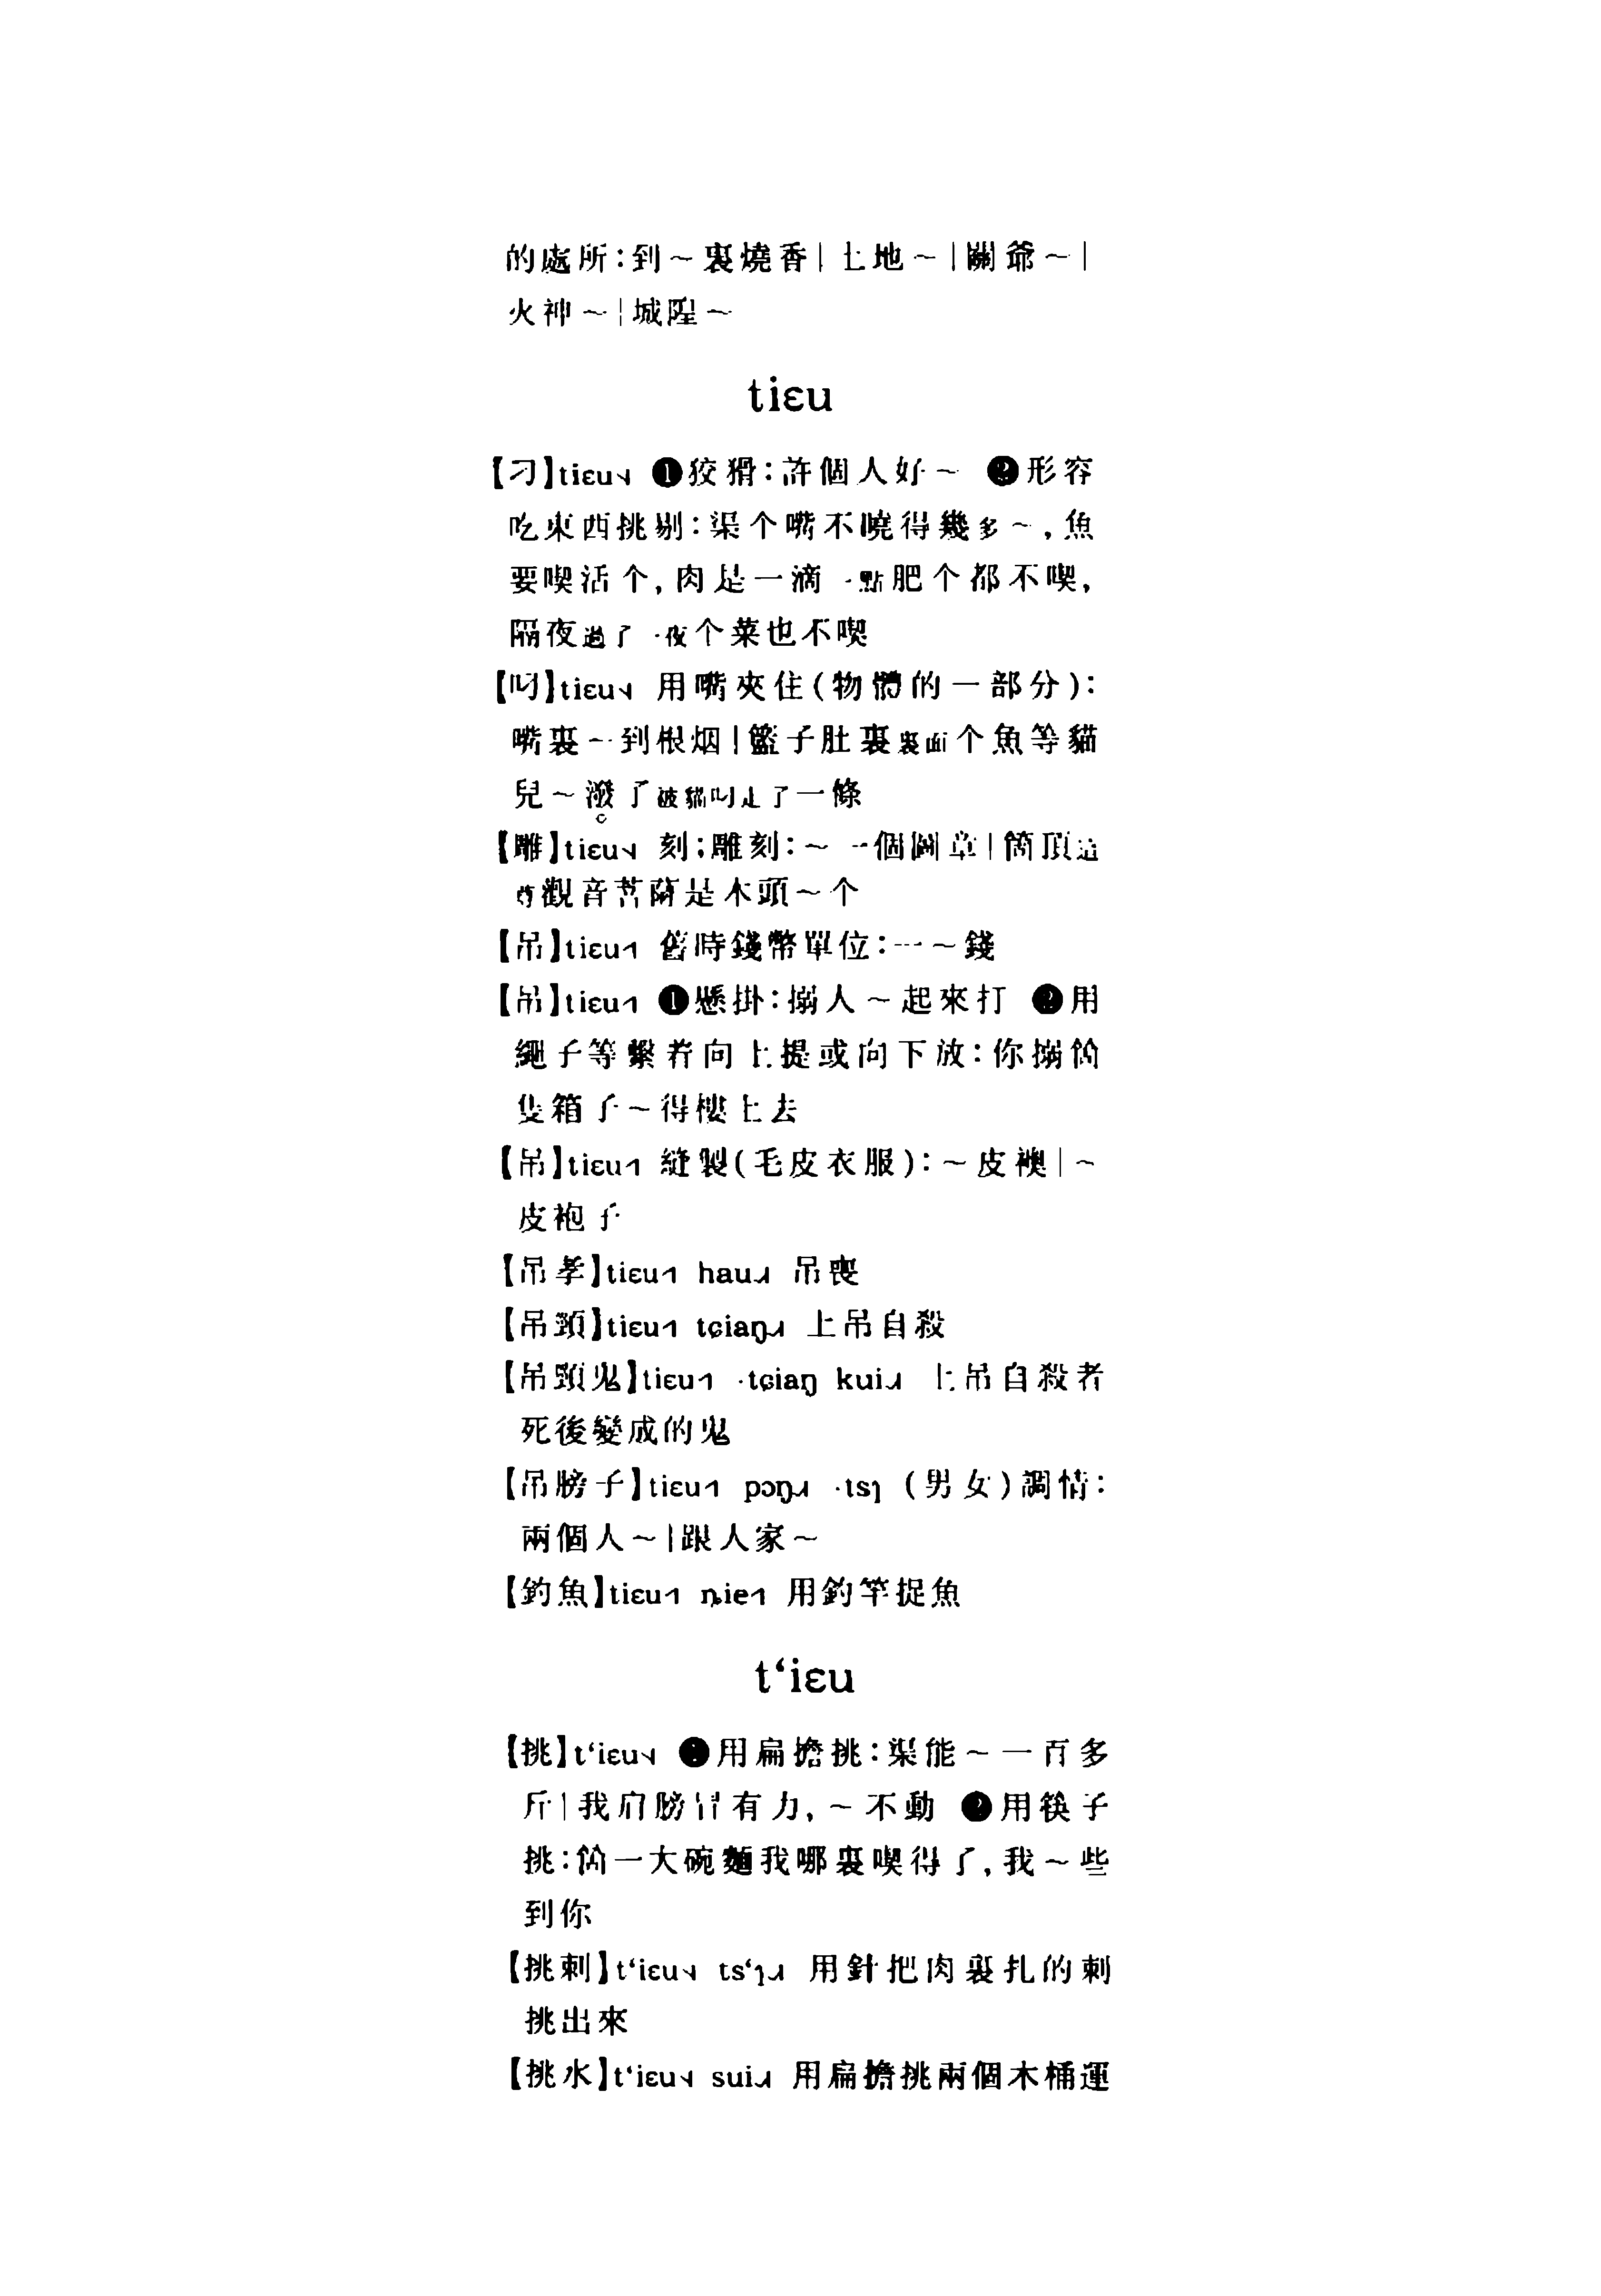 的處所：到～裏燒香｜土地～｜關爺～｜
火神～｜城隍～
tiɛu
【刁】tiɛu˧ ❶狡猾：許個人好～ ❷形容
吃東西挑剔：渠个嘴不曉得幾多～，魚
要喫活个，肉是一滴一點肥个都不喫，
隔夜過了一夜个菜也不喫
【叼】tiɛu˧ 用嘴夾住（物體的一部分）：
嘴裏～到根烟｜籃子肚裏裏面个魚等貓
兒～潑了被貓叼走了一條
【雕】tiɛu˧ 刻；雕刻：～一個圖章｜箇頂這
尊觀音菩薩是木頭～个
【吊】tiɛu˦ 舊時錢幣單位：一～錢
【吊】tiɛu˦ ❶懸掛：搦人～起來打 ❷用
繩子等繫着向上提或向下放：你搦箇
隻箱子～得樓上去
【吊】tiɛu˦ 縫製（毛皮衣服）：～皮襖｜～
皮袍子
【吊孝】tiɛu˦ hau˩ 吊喪
【吊頸】tiɛu˦ tɕiaŋ˩ 上吊自殺
【吊頸鬼】tiɛu˦ ·tɕiaŋ kui˩ 上吊自殺者
死後變成的鬼
【吊膀子】tiɛu˦ pɔŋ˩ ·tsɿ （男女）調情：
兩個人～｜跟人家～
【釣魚】tiɛu˦ ȵie˦ 用釣竿捉魚
t‘iɛu
【挑】t‘iɛu˧ ❶用扁擔挑：渠能～一百多
斤｜我肩膀冇有力，～不動 ❷用筷子
挑：箇一大碗麵我哪裏喫得了，我～些
到你
【挑刺】t‘iɛu˧ ts‘ɿ˩ 用針把肉裏扎的刺
挑出來
【挑水】t‘iɛu˧ sui˩ 用扁擔挑兩個木桶運